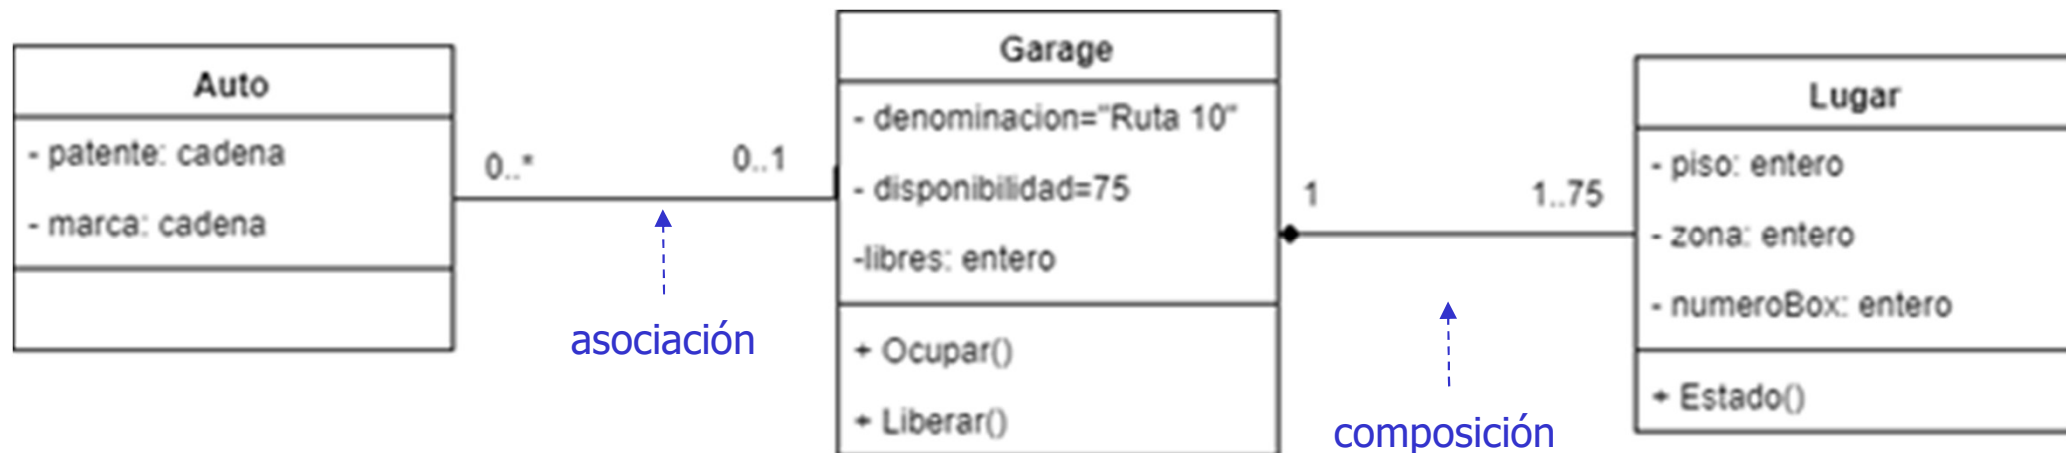 Auto
- patente: cadena
- marca: cadena
0..*
0..1
asociación
Garage
- denominacion="Ruta 10"
- disponibilidad=75
-libres: entero
+ Ocupar()
+ Liberar()
1
1..75
composición
Lugar
- piso: entero
- zona: entero
- numeroBox: entero
+ Estado()